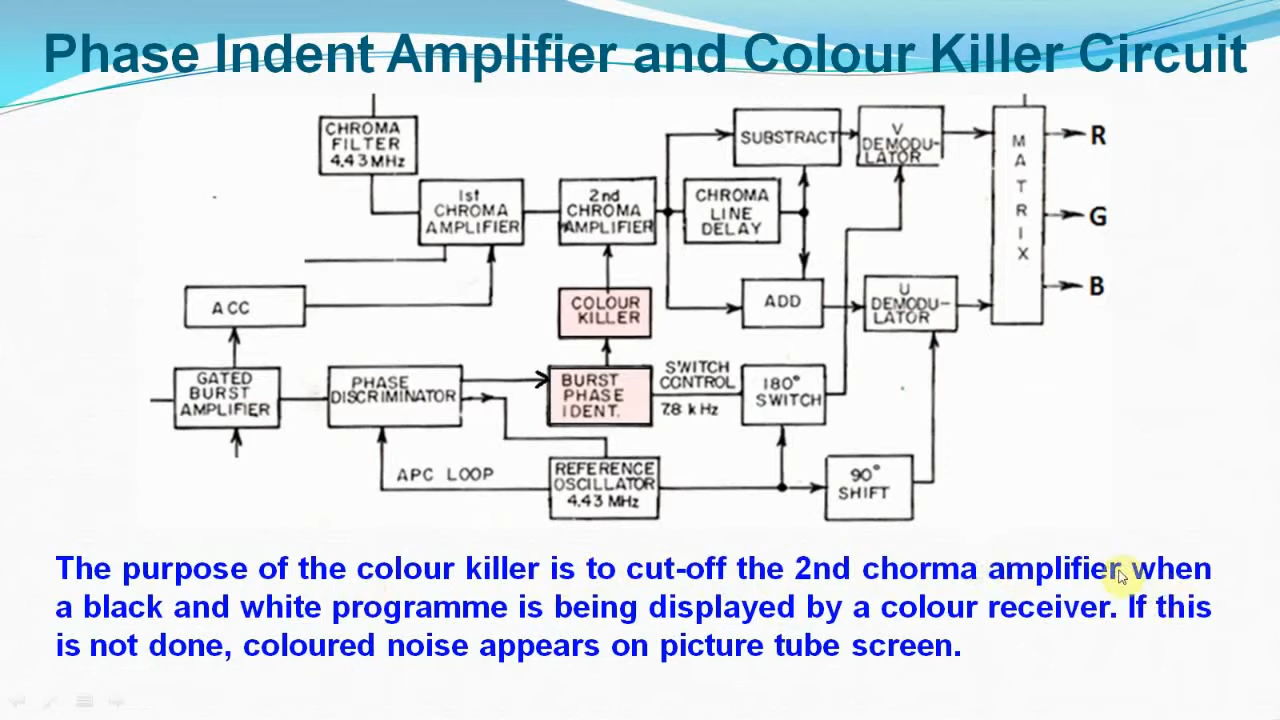 Phase Indent Amplifier and Colour Killer Circuit
CHROMA
FILTER
4.43MHz
1st
CHROMA
AMPLIFIER
2nd
CHROMA
AMPLIFIER
SUBSTRACT
V
DEMODU-
LATOR
M
A
T
R
I
X
R
G
B
CHROMA
LINE
DELAY
ACC
COLOUR
KILLER
ADD
U
DEMODU-
LATOR
GATED
BURST
AMPLIFIER
PHASE
DISCRIMINATOR
BURST
PHASE
IDENT.
SWITCH
CONTROL
7.8 kHz
180°
SWITCH
APC LOOP
REFERENCE
OSCILLATOR
4.43 MHz
90°
SHIFT
The purpose of the colour killer is to cut-off the 2nd chorma amplifier when
a black and white programme is being displayed by a colour receiver. If this
is not done, coloured noise appears on picture tube screen.